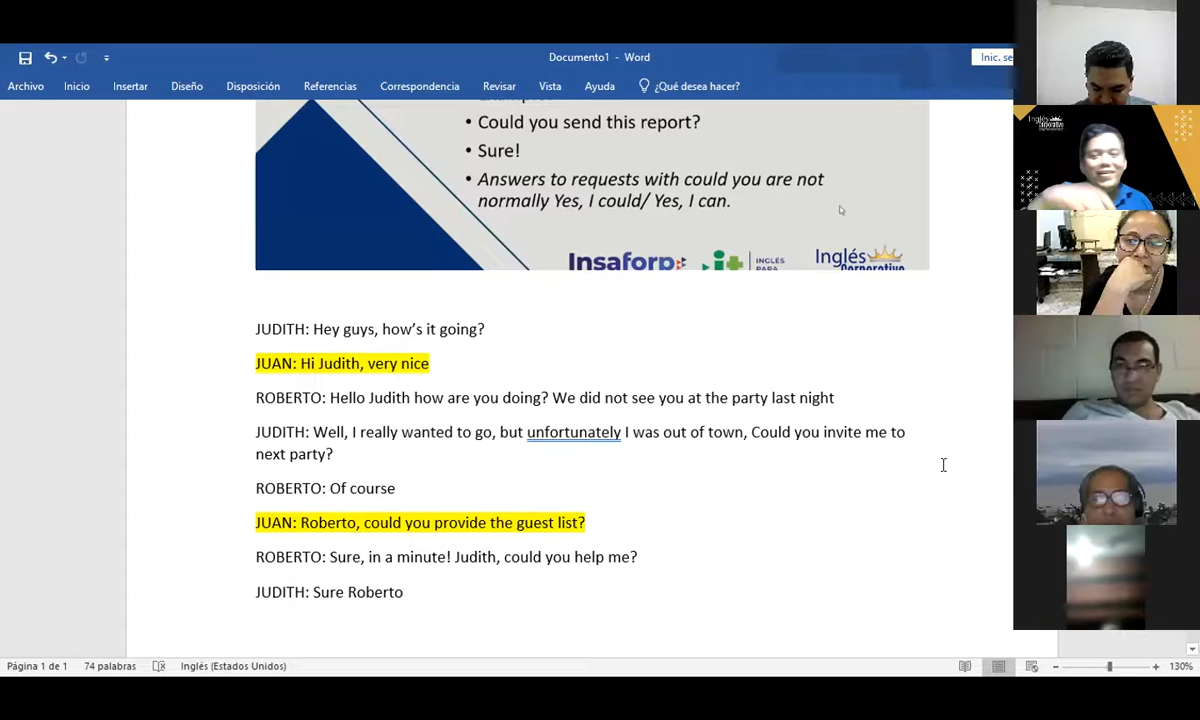 Documento1 - Word
Inic. se
Archivo Inicio Insertar Diseño Disposición Referencias Correspondencia Revisar Vista Ayuda ¿Qué desea hacer?
• Could you send this report?
• Sure!
• Answers to requests with could you are not
normally Yes, I could/ Yes, I can.
Insaforp
INGLÉS
PARA
Inglés
Corporativo
JUDITH: Hey guys, how's it going?
JUAN: Hi Judith, very nice
ROBERTO: Hello Judith how are you doing? We did not see you at the party last night
JUDITH: Well, I really wanted to go, but unfortunately I was out of town, Could you invite me to
next party?
ROBERTO: Of course
JUAN: Roberto, could you provide the guest list?
ROBERTO: Sure, in a minute! Judith, could you help me?
JUDITH: Sure Roberto
Página 1 de 1 74 palabras Inglés (Estados Unidos) 130%
Inglés
Corporativo